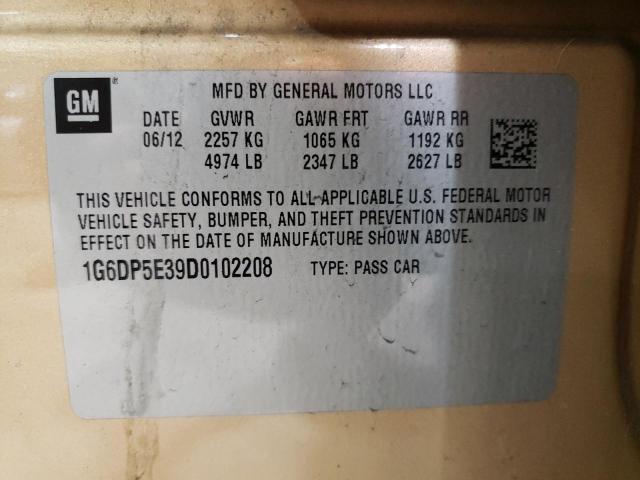 GM ®
MFD BY GENERAL MOTORS LLC
DATE GVWR GAWR FRT GAWR RR
06/12 2257 KG 1065 KG 1192 KG
4974 LB 2347 LB 2627 LB
THIS VEHICLE CONFORMS TO ALL APPLICABLE U.S. FEDERAL MOTOR
VEHICLE SAFETY, BUMPER, AND THEFT PREVENTION STANDARDS IN
EFFECT ON THE DATE OF MANUFACTURE SHOWN ABOVE.
1G6DP5E39D0102208 TYPE: PASS CAR